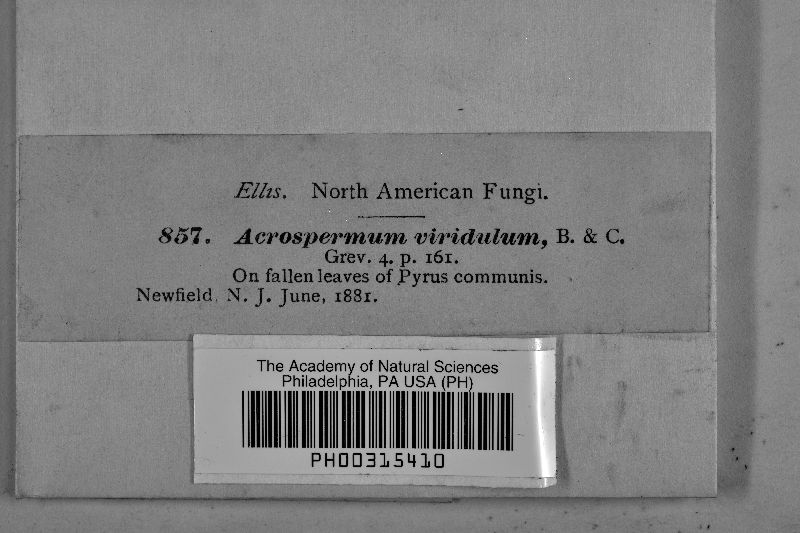 Ellis. North American Fungi.
857. Acrospermum viridulum, B. & C.
Grev. 4. p. 161.
On fallen leaves of Pyrus communis.
Newfield, N. J. June, 1881.
The Academy of Natural Sciences
Philadelphia, PA USA (PH)
PH00315410